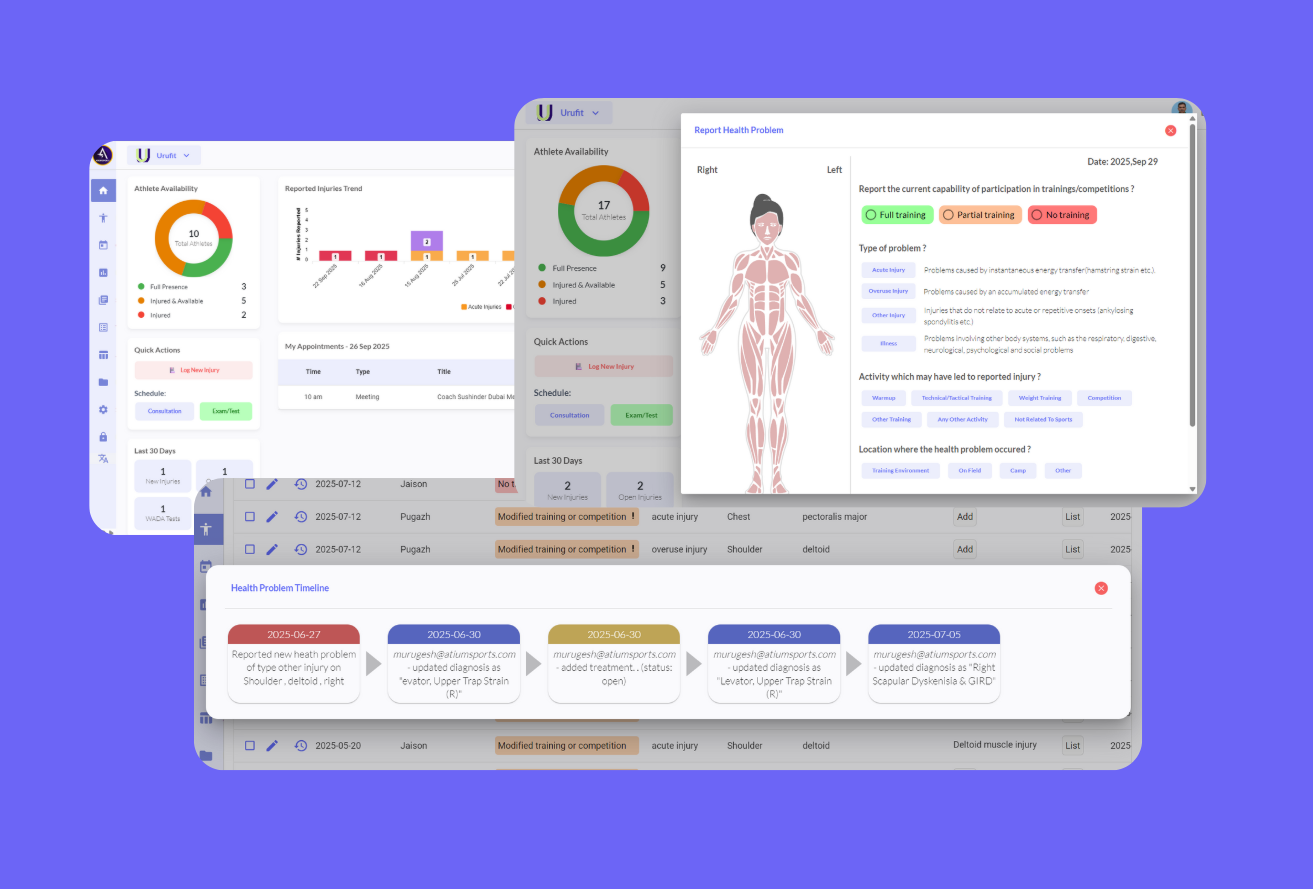 Urufit
Athlete Availability
10
Total Athletes
Full Presence 3
Injured & Available 5
Injured 2
Quick Actions
Log New Injury
Schedule:
Consultation Exam/Test
Last 30 Days
1 1
New Injuries
1
WADA Tests
Reported Injuries Trend
# Injuries Reported
5
4
3
2
1
0
1 1 2 1 1
22 Sep 2025 16 Aug 2025 15 Aug 2025 25 Jul 2025
Acute Injuries
My Appointments - 26 Sep 2025
Time Type Title
10 am Meeting Coach Sushinder Dubai Me
Urufit
Athlete Availability
17
Total Athletes
Full Presence 9
Injured & Available 5
Injured 3
Quick Actions
Log New Injury
Schedule:
Consultation Exam/Test
Last 30 Days
2 2
New Injuries Open Injuries
Report Health Problem
Right Left
Date: 2025,Sep 29
Report the current capability of participation in trainings/competitions ?
Full training Partial training No training
Type of problem ?
Acute Injury Problems caused by instantaneous energy transfer(hamstring strain etc.).
Overuse Injury Problems caused by an accumulated energy transfer
Other Injury Injuries that do not relate to acute or repetitive onsets (ankylosing
spondylitis etc.)
Illness Problems involving other body systems, such as the respiratory, digestive,
neurological, psychological and social problems
Activity which may have led to reported injury ?
Warmup Technical/Tactical Training Weight Training Competition
Other Training Any Other Activity Not Related To Sports
Location where the health problem occured ?
Training Environment On Field Camp Other
2025-07-12 Jaison No t
2025-07-12 Pugazh Modified training or competition ! acute injury Chest pectoralis major Add List 2025
2025-07-12 Pugazh Modified training or competition ! overuse injury Shoulder deltoid Add List 2025
Health Problem Timeline
2025-06-27
Reported new heath problem
of type other injury on
Shoulder , deltoid , right
2025-06-30
murugesh@atiumsports.com
- updated diagnosis as
"evator, Upper Trap Strain
(R)"
2025-06-30
murugesh@atiumsports.com
- added treatment. . (status:
open)
2025-06-30
murugesh@atiumsports.com
- updated diagnosis as
"Levator, Upper Trap Strain
(R)"
2025-07-05
murugesh@atiumsports.com
- updated diagnosis as "Right
Scapular Dyskenisia & GIRD"
2025-05-20 Jaison Modified training or competition acute injury Shoulder deltoid Deltoid muscle injury List 2025